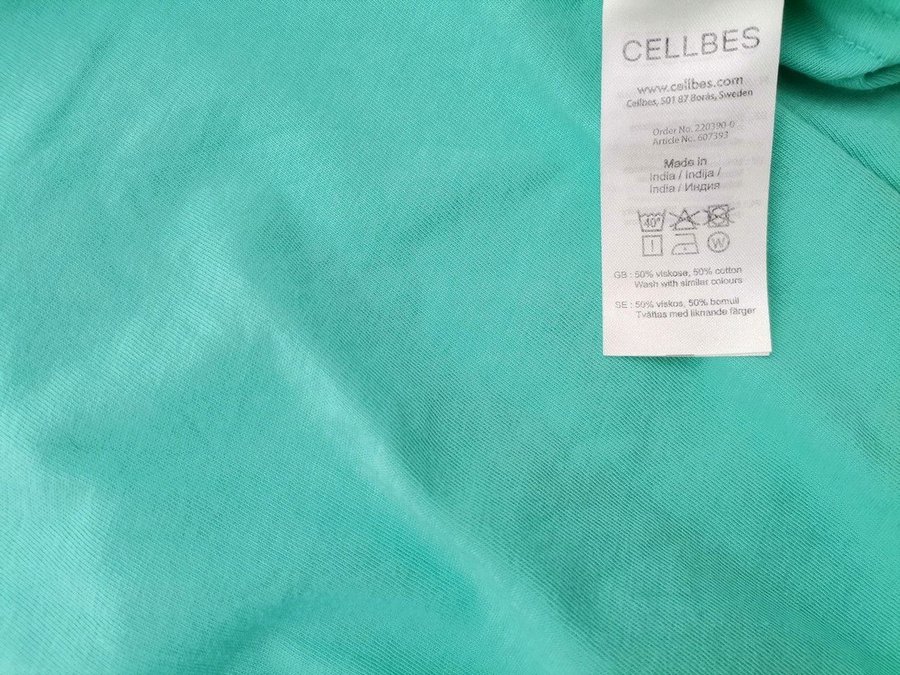 CELLBES
www.cellbes.com
Cellbes, 501 87 Borås, Sweden
Order No. 220390-0
Article No. 607393
Made in
India / Indija /
India / Индия
40°
W
GB : 50% viskose, 50% cotton
Wash with similar colours
SE : 50% viskos, 50% bomull
Tvättas med liknande färger